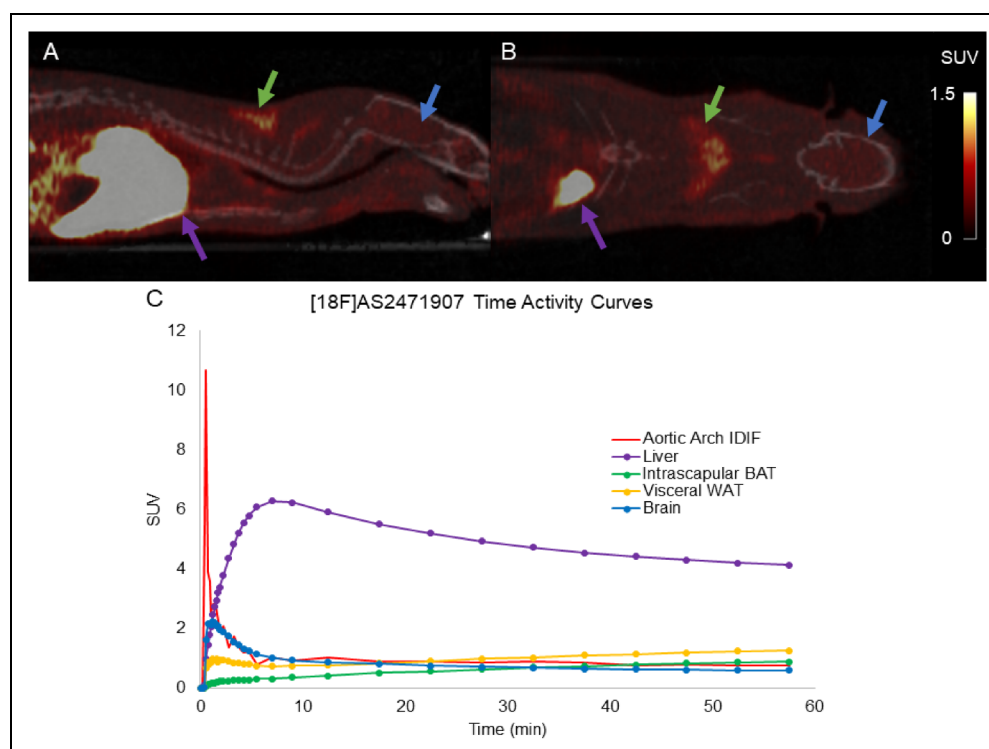 A
B
SUV
1.5
0
C
[18F]AS2471907 Time Activity Curves
12
10
8
6
4
2
0
SUV
Aortic Arch IDIF
Liver
Intrascapular BAT
Visceral WAT
Brain
0 10 20 30 40 50 60
Time (min)